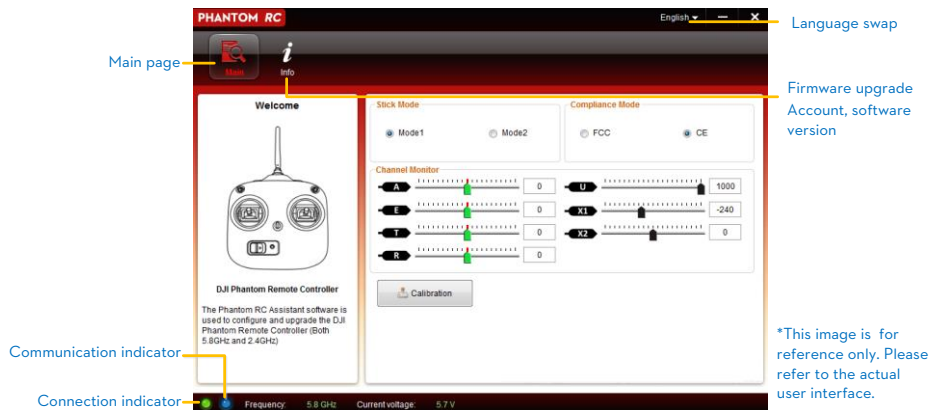 PHANTOM RC
English
Language swap
Main page
Main
Info
Firmware upgrade
Account, software
version
Welcome
DJI Phantom Remote Controller
The Phantom RC Assistant software is
used to configure and upgrade the DJI
Phantom Remote Controller (Both
5.8GHz and 2.4GHz)
Stick Mode
Mode1
Mode2
Compliance Mode
FCC
CE
Channel Monitor
A 0
E 0
T 0
R 0
U 1000
X1 -240
X2 0
Calibration
*This image is for
reference only. Please
refer to the actual
user interface.
Communication indicator
Connection indicator
Frequency: 5.8 GHz Current voltage: 5.7 V